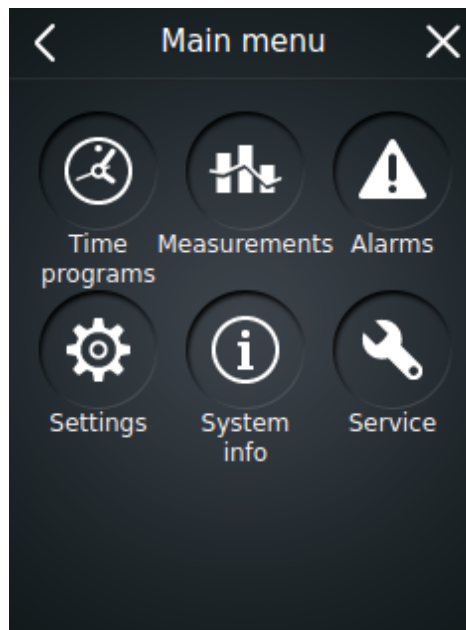 Main menu
Time programs
Measurements
Alarms
Settings
System info
Service